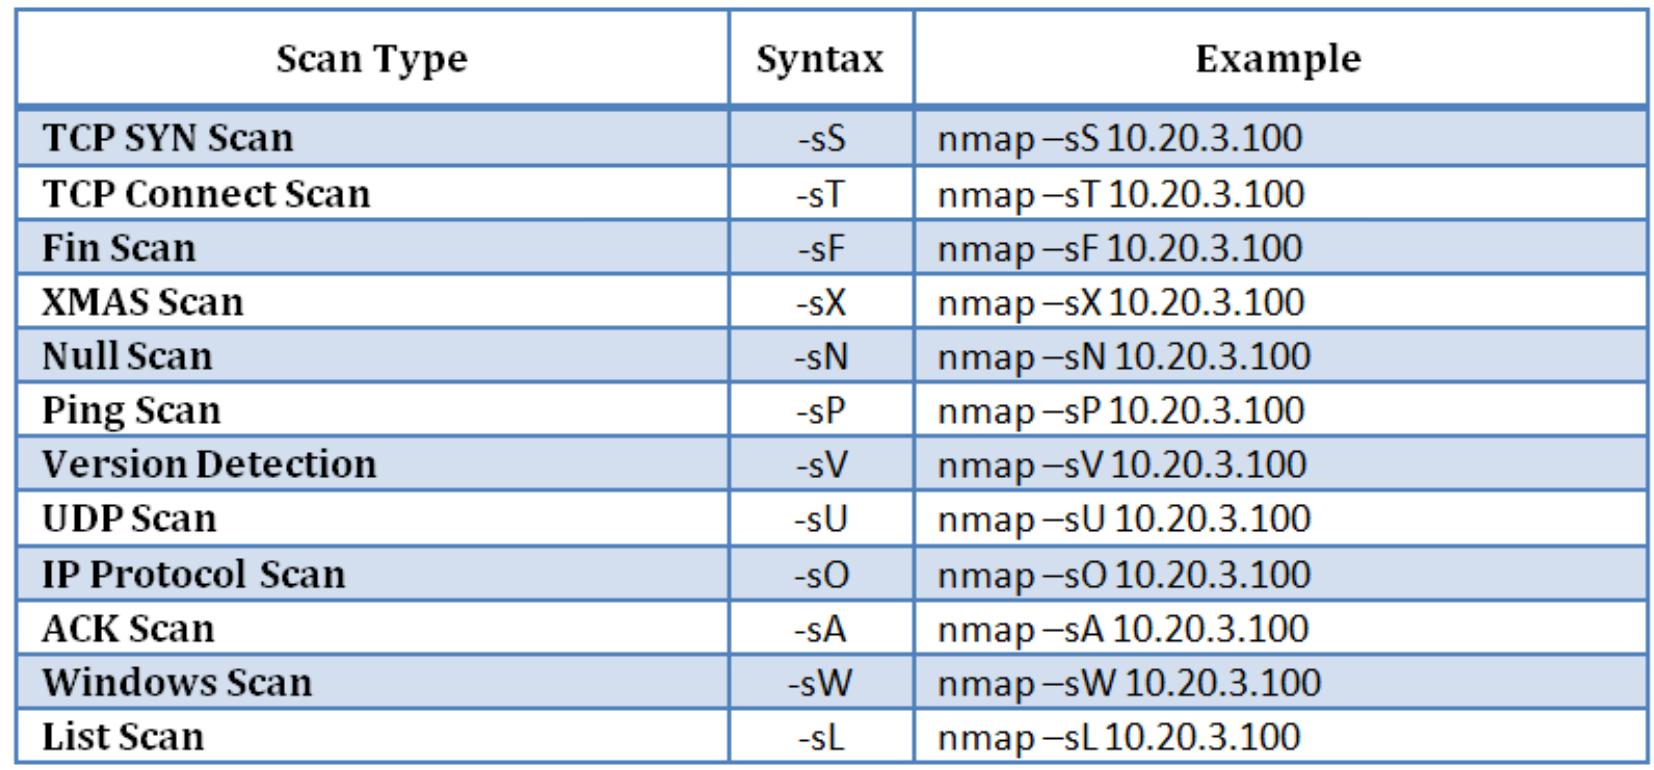 Scan Type Syntax Example
TCP SYN Scan -sS nmap –sS 10.20.3.100
TCP Connect Scan -sT nmap –sT 10.20.3.100
Fin Scan -sF nmap –sF 10.20.3.100
XMAS Scan -sX nmap –sX 10.20.3.100
Null Scan -sN nmap –sN 10.20.3.100
Ping Scan -sP nmap –sP 10.20.3.100
Version Detection -sV nmap –sV 10.20.3.100
UDP Scan -sU nmap –sU 10.20.3.100
IP Protocol Scan -sO nmap –sO 10.20.3.100
ACK Scan -sA nmap –sA 10.20.3.100
Windows Scan -sW nmap –sW 10.20.3.100
List Scan -sL nmap –sL 10.20.3.100